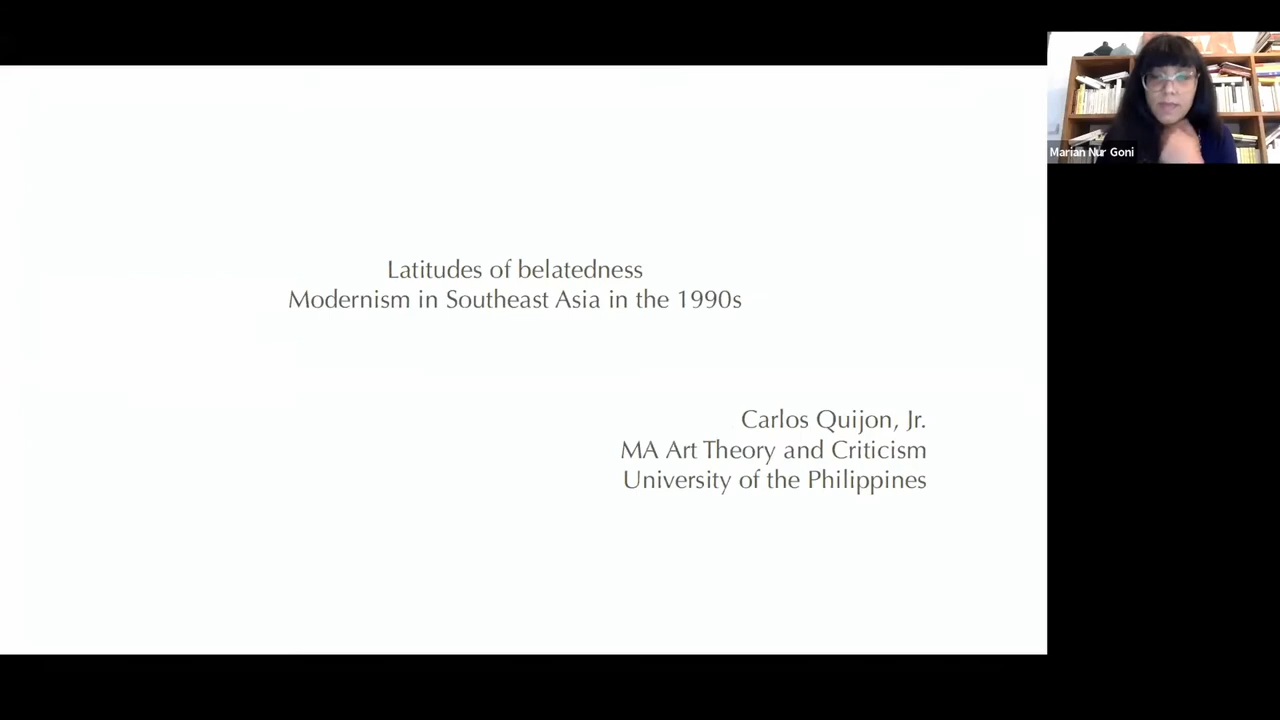 Latitudes of belatedness
Modernism in Southeast Asia in the 1990s
Carlos Quijon, Jr.
MA Art Theory and Criticism
University of the Philippines
Marian Nur Goni